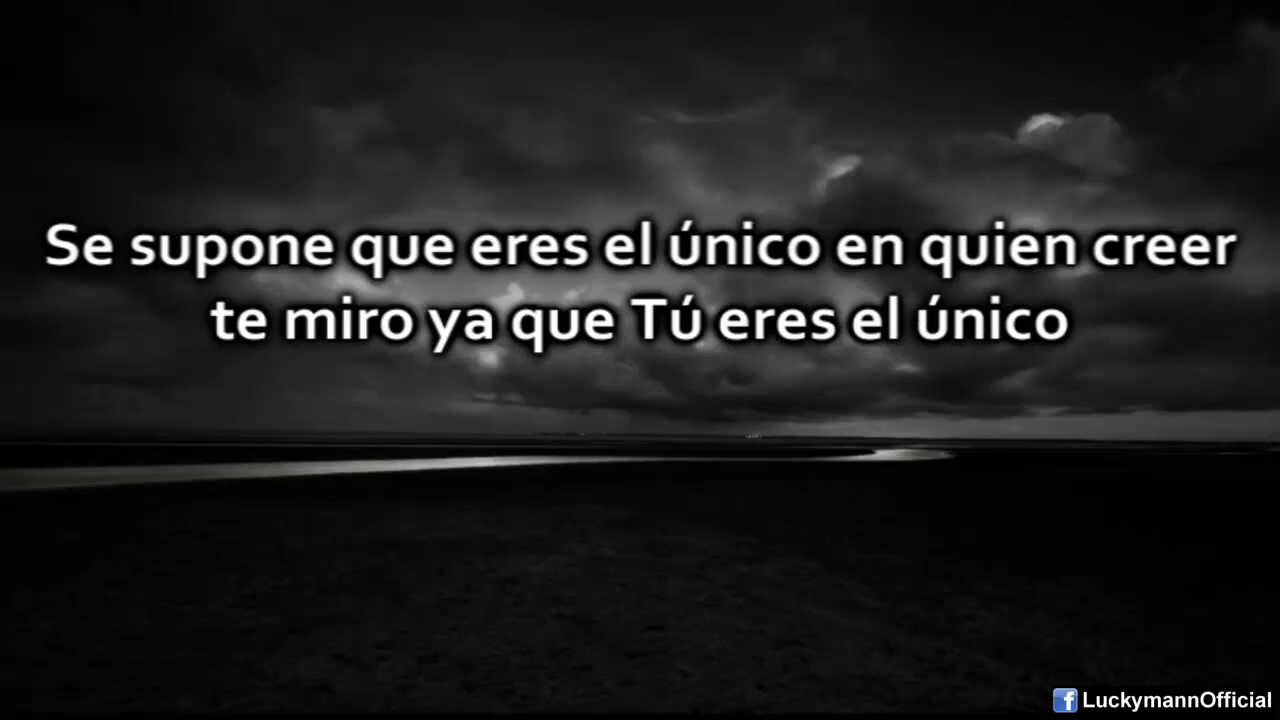 Se supone que eres el único en quien creer
te miro ya que Tú eres el único
LuckymannOfficial